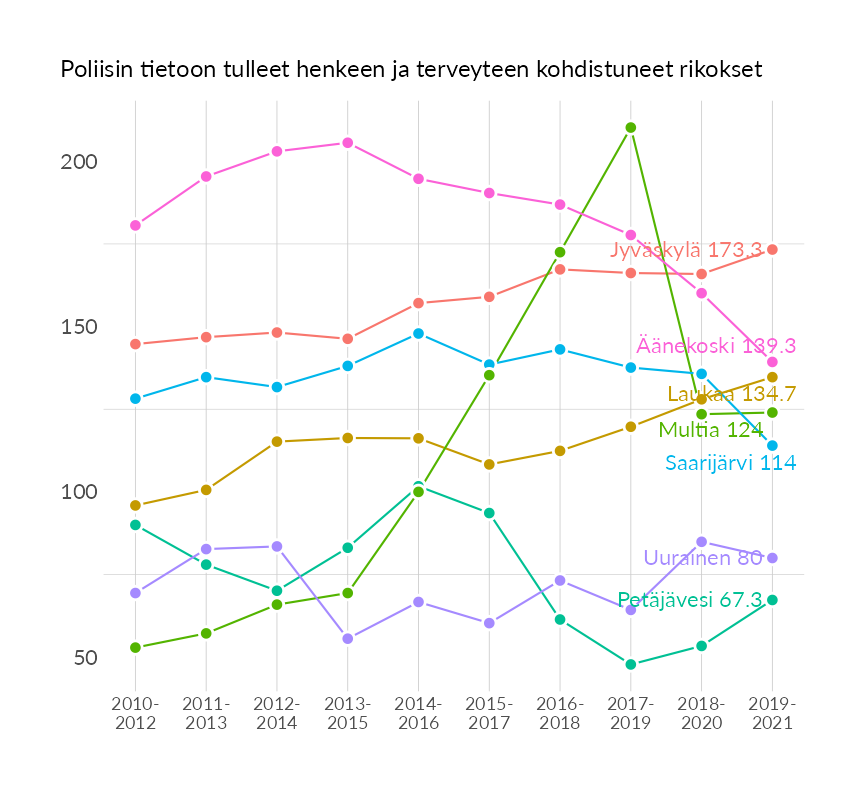 Poliisin tietoon tulleet henkeen ja terveyteen kohdistuneet rikokset
200
150
100
50
Jyväskylä 173.3
Äänekoski 139.3
Laukaa 134.7
Multia 124
Saarijärvi 114
Uurainen 80
Petäjävesi 67.3
2010- 2011- 2012- 2013- 2014- 2015- 2016- 2017- 2018- 2019-
2012 2013 2014 2015 2016 2017 2018 2019 2020 2021